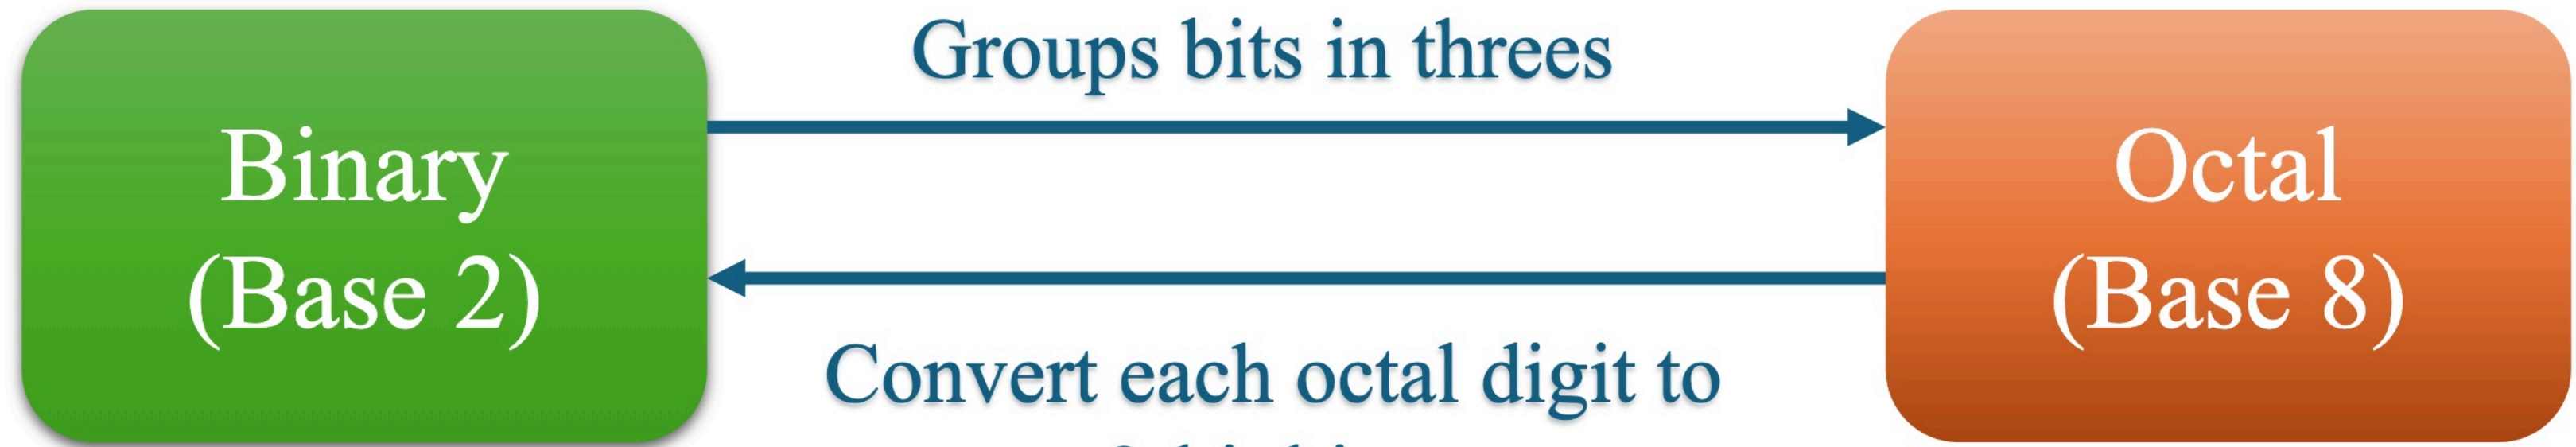 Groups bits in threes
Binary
(Base 2)
Octal
(Base 8)
Convert each octal digit to